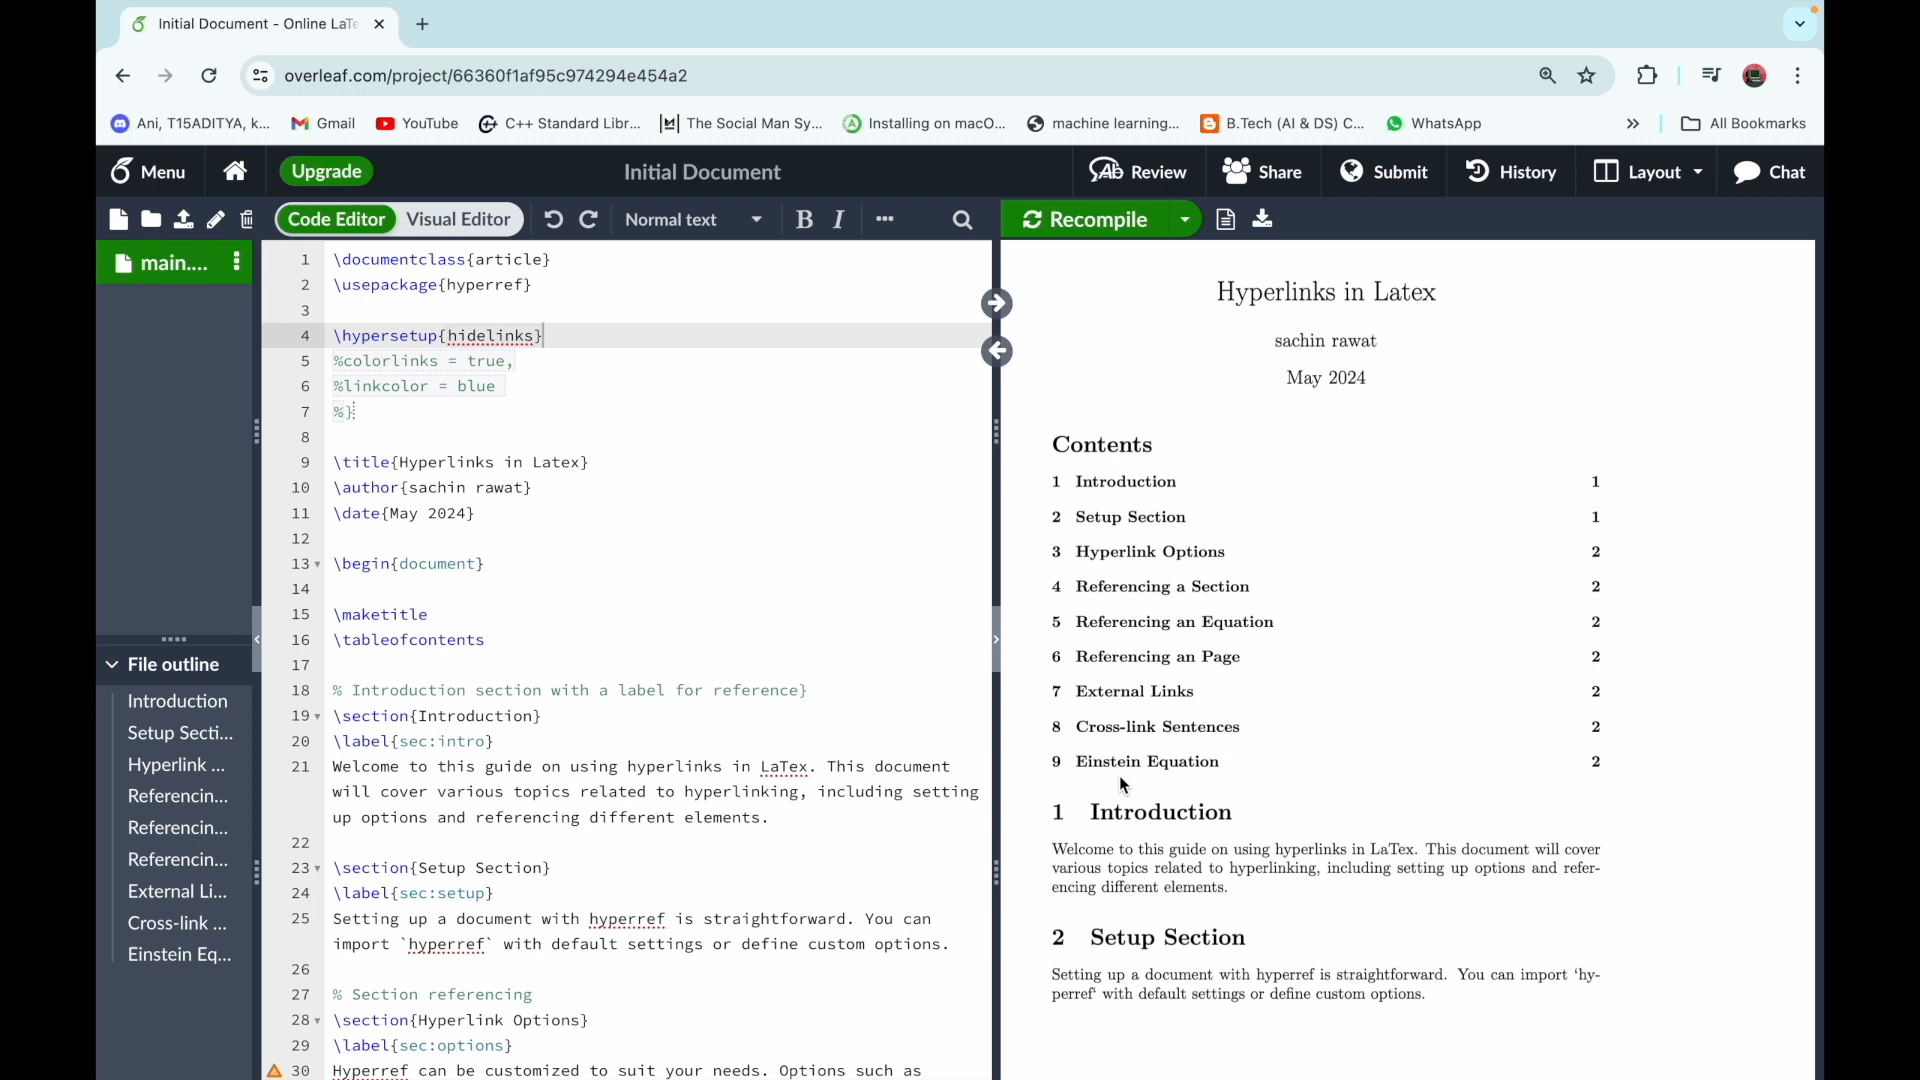 Initial Document - Online LaTe
overleaf.com/project/66360f1af95c974294e454a2
Ani, T15ADITYA, k... Gmail YouTube C++ Standard Libr... The Social Man Sy... Installing on macO... machine learning... B.Tech (AI & DS) C... WhatsApp » All Bookmarks
Menu Upgrade Initial Document Review Share Submit History Layout Chat
Code Editor Visual Editor Normal text B I ••• Recompile
main....
File outline
Introduction
Setup Secti...
Hyperlink ...
Referencin...
Referencin...
Referencin...
External Li...
Cross-link ...
Einstein Eq...
1 \documentclass{article}
2 \usepackage{hyperref}
3
4 \hypersetup{hidelinks}
5 %colorlinks = true,
6 %linkcolor = blue
7 %}
8
9 \title{Hyperlinks in Latex}
10 \author{sachin rawat}
11 \date{May 2024}
12
13 \begin{document}
14
15 \maketitle
16 \tableofcontents
17
18 % Introduction section with a label for reference}
19 \section{Introduction}
20 \label{sec:intro}
21 Welcome to this guide on using hyperlinks in LaTex. This document
will cover various topics related to hyperlinking, including setting
up options and referencing different elements.
22
23 \section{Setup Section}
24 \label{sec:setup}
25 Setting up a document with hyperref is straightforward. You can
import `hyperref` with default settings or define custom options.
26
27 % Section referencing
28 \section{Hyperlink Options}
29 \label{sec:options}
30 Hyperref can be customized to suit your needs. Options such as
Hyperlinks in Latex
sachin rawat
May 2024
Contents
1 Introduction 1
2 Setup Section 1
3 Hyperlink Options 2
4 Referencing a Section 2
5 Referencing an Equation 2
6 Referencing an Page 2
7 External Links 2
8 Cross-link Sentences 2
9 Einstein Equation 2
1 Introduction
Welcome to this guide on using hyperlinks in LaTex. This document will cover
various topics related to hyperlinking, including setting up options and refer-
encing different elements.
2 Setup Section
Setting up a document with hyperref is straightforward. You can import ‘hy-
perref‘ with default settings or define custom options.